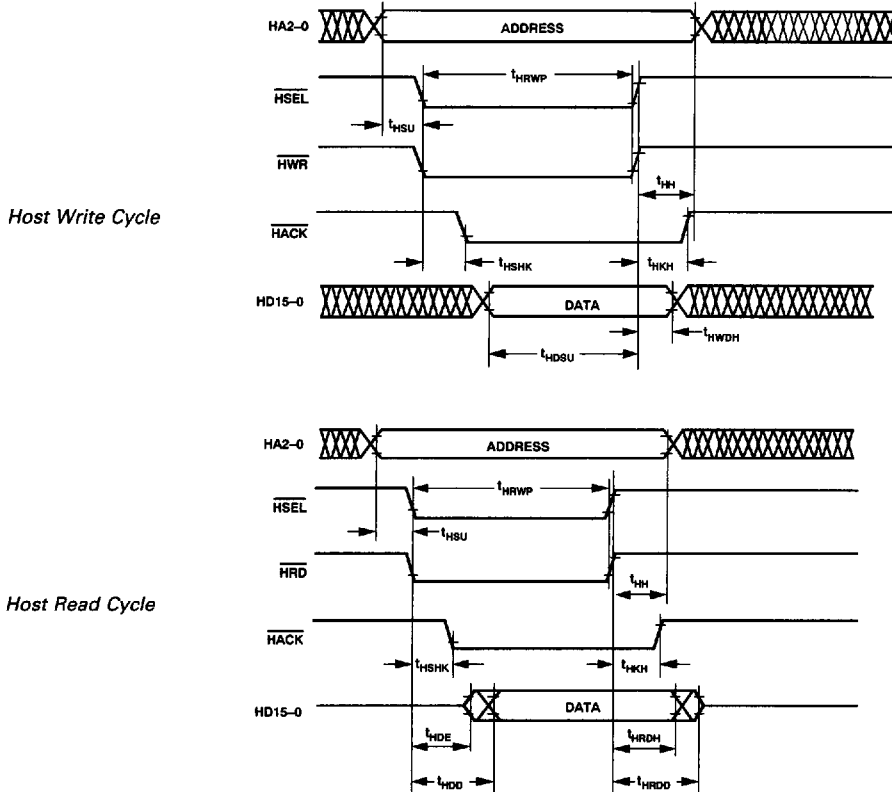 HA2–0
ADDRESS
tHRWP
HSEL
tHSU
HWR
tHH
Host Write Cycle
HACK
tHSHK
tHKH
HD15–0
DATA
tHWDH
tHDSU
HA2–0
ADDRESS
tHRWP
HSEL
tHSU
HRD
tHH
Host Read Cycle
HACK
tHSHK
tHKH
HD15–0
DATA
tHDE
tHRDH
tHDD
tHRDD